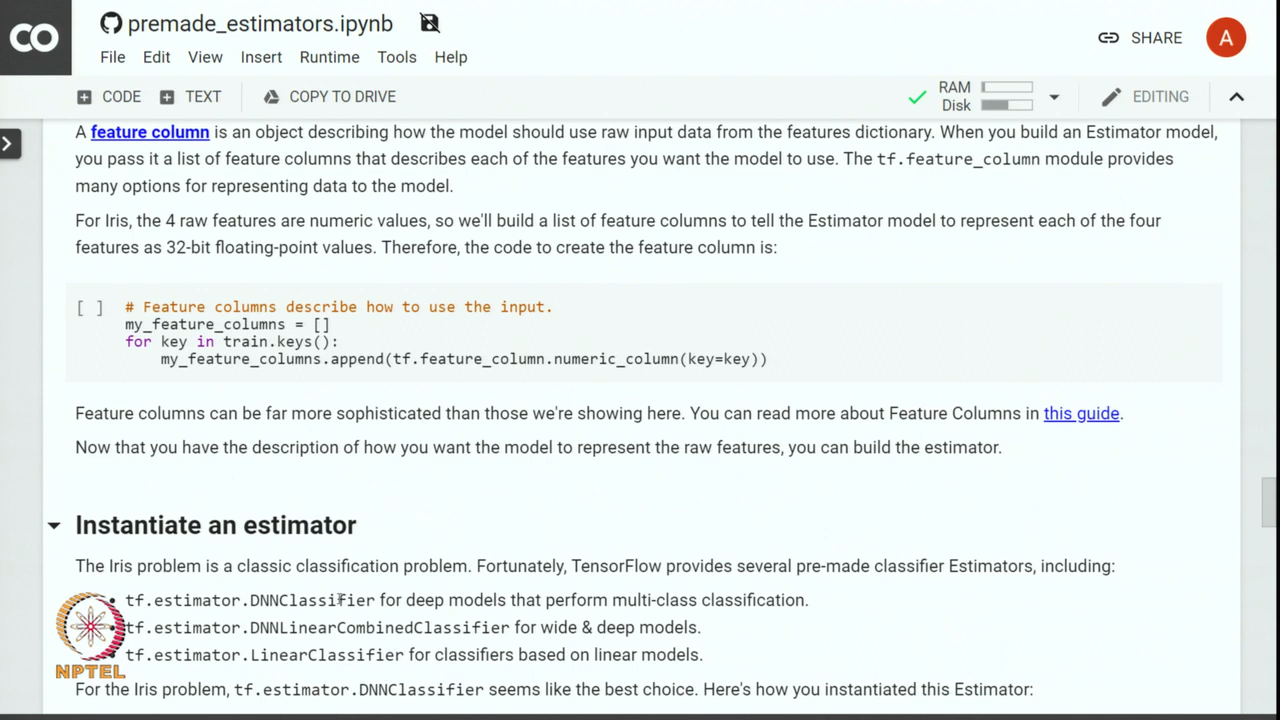 CO
premade_estimators.ipynb
File Edit View Insert Runtime Tools Help
SHARE
A
CODE TEXT COPY TO DRIVE
RAM
Disk
EDITING
A feature column is an object describing how the model should use raw input data from the features dictionary. When you build an Estimator model,
you pass it a list of feature columns that describes each of the features you want the model to use. The tf.feature_column module provides
many options for representing data to the model.
For Iris, the 4 raw features are numeric values, so we'll build a list of feature columns to tell the Estimator model to represent each of the four
features as 32-bit floating-point values. Therefore, the code to create the feature column is:
[ ] # Feature columns describe how to use the input.
my_feature_columns = []
for key in train.keys():
my_feature_columns.append(tf.feature_column.numeric_column(key=key))
Feature columns can be far more sophisticated than those we're showing here. You can read more about Feature Columns in this guide.
Now that you have the description of how you want the model to represent the raw features, you can build the estimator.
Instantiate an estimator
The Iris problem is a classic classification problem. Fortunately, TensorFlow provides several pre-made classifier Estimators, including:
• tf.estimator.DNNClassifier for deep models that perform multi-class classification.
tf.estimator.DNNLinearCombinedClassifier for wide & deep models.
tf.estimator.LinearClassifier for classifiers based on linear models.
NPTEL
For the Iris problem, tf.estimator.DNNClassifier seems like the best choice. Here's how you instantiated this Estimator: